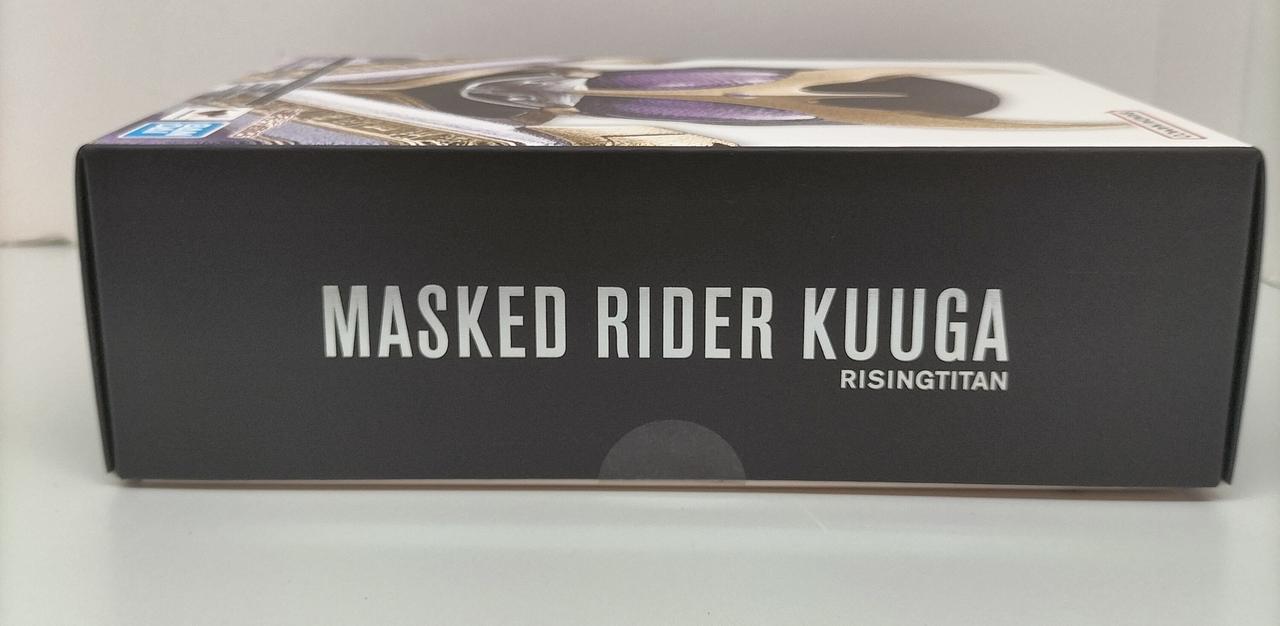 MASKED RIDER KUUGA
RISINGTITAN